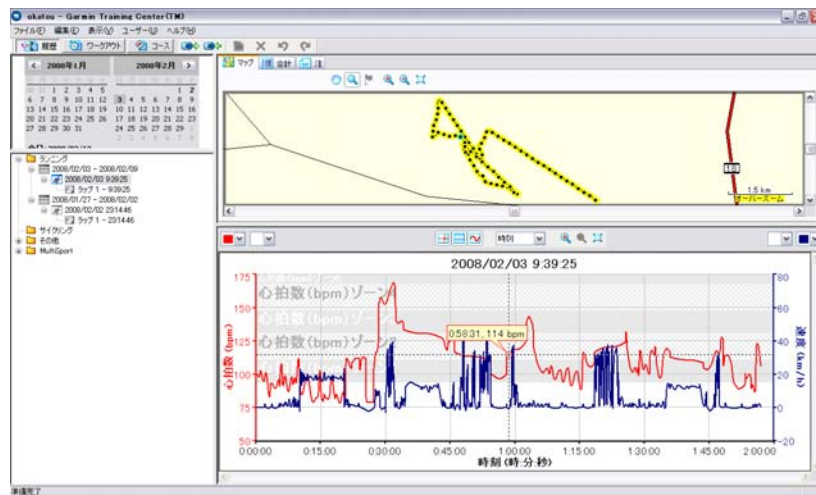 okatsu - Garmin Training Center(TM)
ファイル(F) 編集(E) 表示(V) ユーザー(U) ヘルプ(H)
履歴 ワークアウト コース
2008年1月 2008年2月
1 2 3 4 5 1 2
6 7 8 9 10 11 12 3 4 5 6 7 8 9
13 14 15 16 17 18 19 10 11 12 13 14 15 16
20 21 22 23 24 25 26 17 18 19 20 21 22 23
27 28 29 30 31 24 25 26 27 28 29
ランニング
2008/02/03 - 2008/02/09
2008/02/03 9:39:25
ラップ 1 - 9:39:25
2008/01/27 - 2008/02/02
2008/02/02 23:14:46
ラップ 1 - 23:14:46
サイクリング
その他
MultiSport
マップ 合計 注
18
1.5 km
オーバーズーム
時刻
2008/02/03 9:39:25
心拍数(bpm)ゾーン
心拍数(bpm)ゾーン
心拍数(bpm)ゾーン
0:58:31, 114 bpm
175
150
125
100
75
50
心拍数(bpm)
80
60
40
20
0
-20
速度(km/h)
0:00:00 0:15:00 0:30:00 0:45:00 1:00:00 1:15:00 1:30:00 1:45:00 2:00:00
時刻(時:分:秒)
準備完了